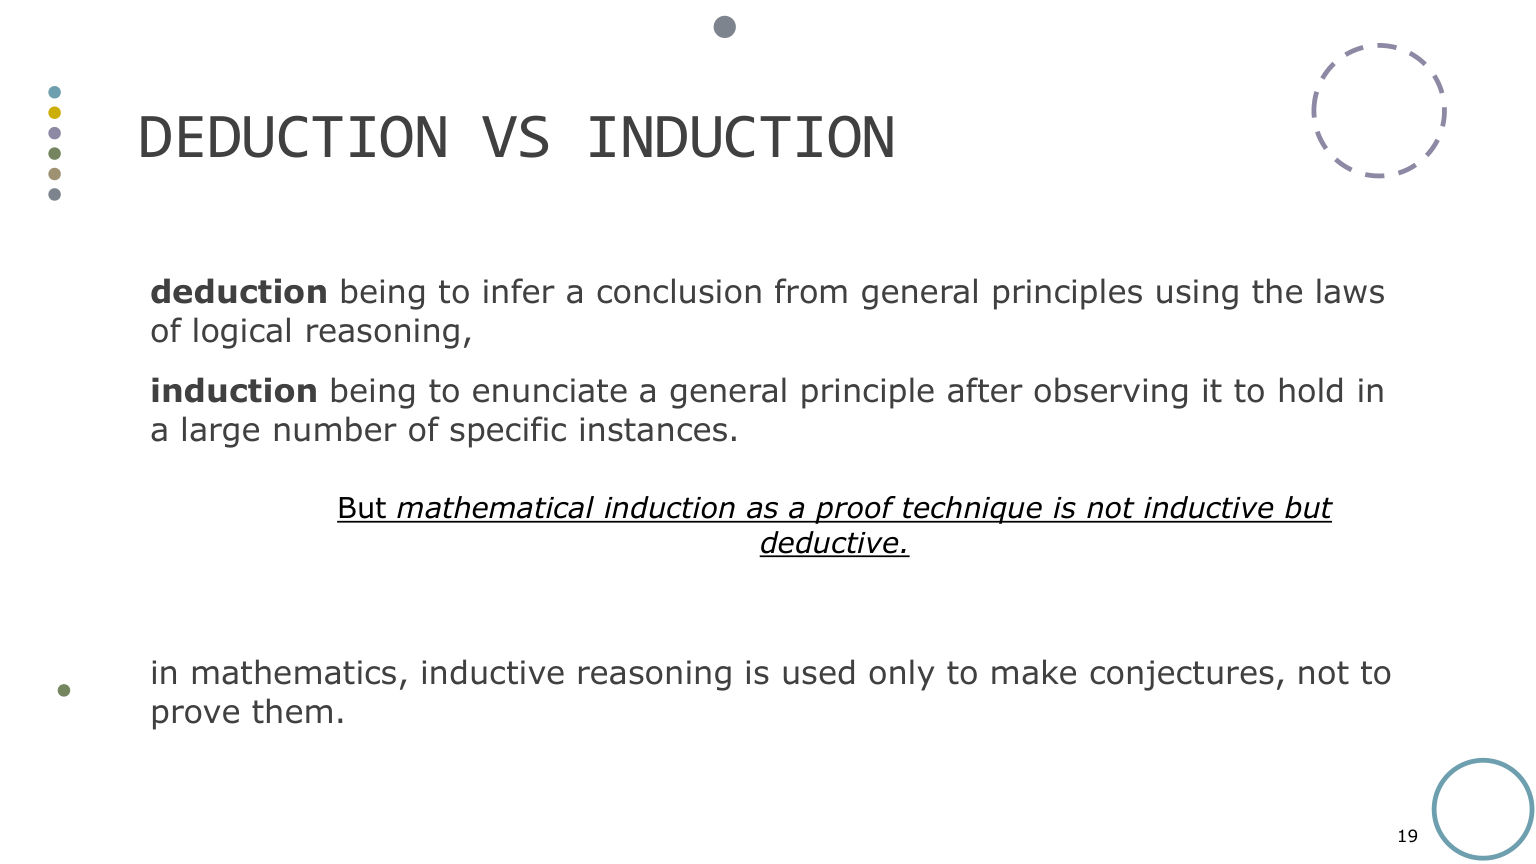 DEDUCTION VS INDUCTION
deduction being to infer a conclusion from general principles using the laws
of logical reasoning,
induction being to enunciate a general principle after observing it to hold in
a large number of specific instances.
But mathematical induction as a proof technique is not inductive but
deductive.
in mathematics, inductive reasoning is used only to make conjectures, not to
prove them.
19